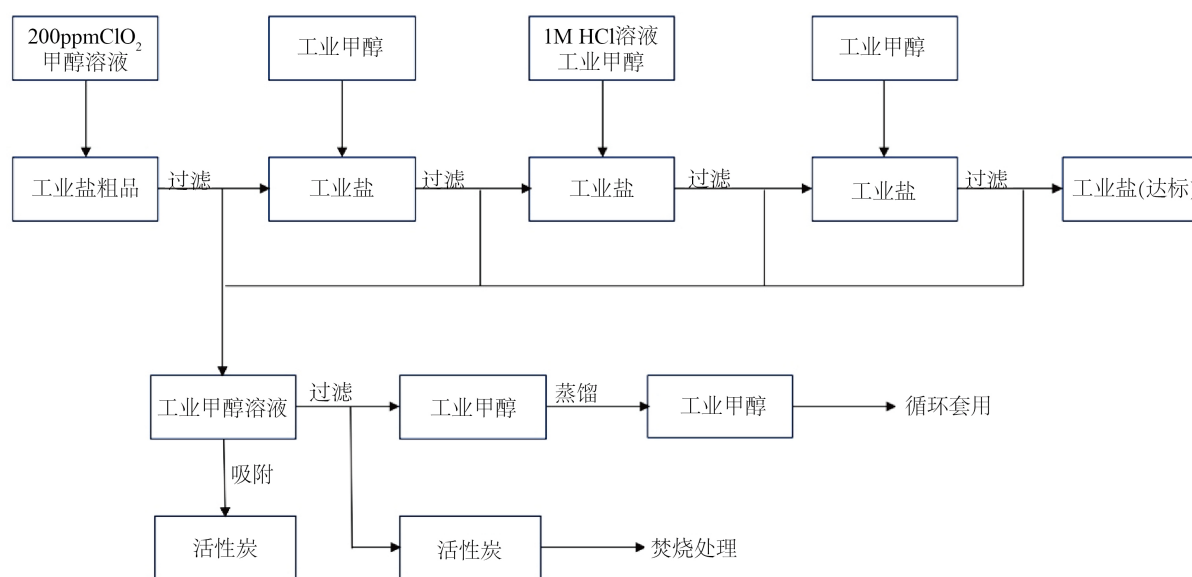 200ppmClO₂
甲醇溶液
工业甲醇
1M HCl溶液
工业甲醇
工业甲醇
工业盐粗品
过滤
工业盐
过滤
工业盐
过滤
工业盐
过滤
工业盐(达标)
工业甲醇溶液
过滤
工业甲醇
蒸馏
工业甲醇
循环套用
吸附
活性炭
活性炭
焚烧处理